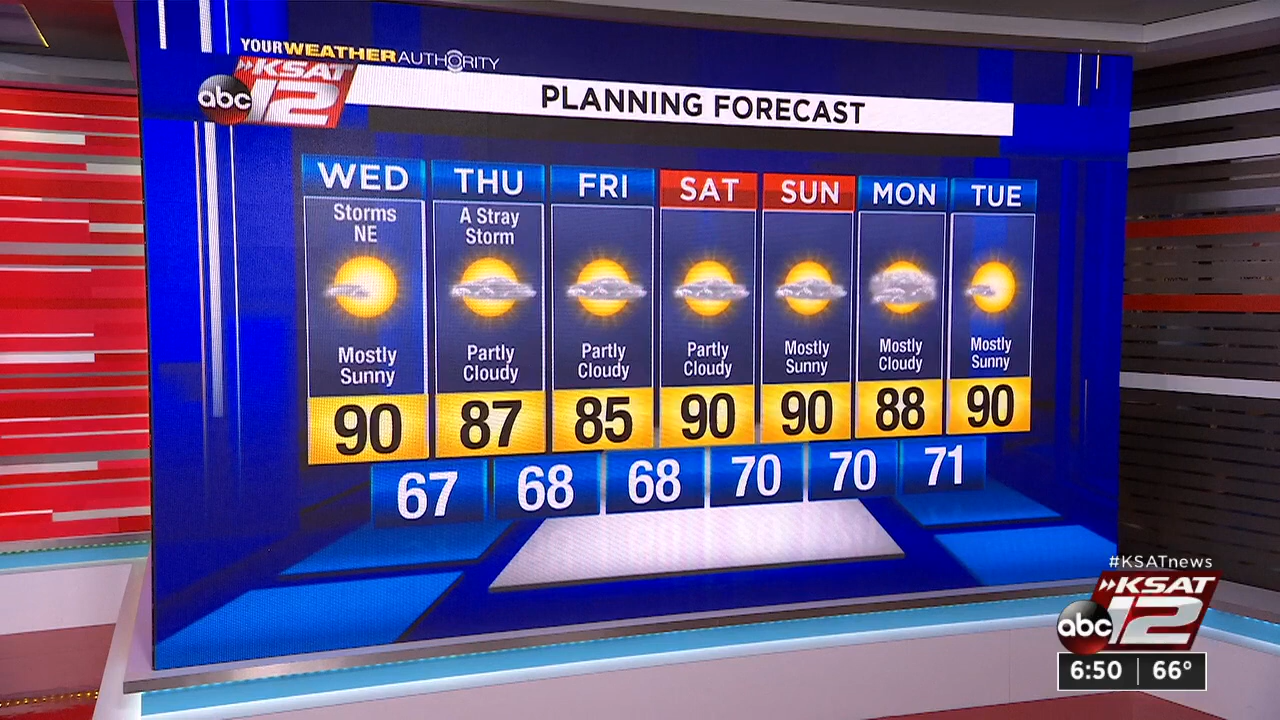 YOURWEATHERAUTHORITY
abc
»KSAT
12
PLANNING FORECAST
WED
THU
FRI
SAT
SUN
MON
TUE
Storms
NE
A Stray
Storm
Mostly
Sunny
Partly
Cloudy
Partly
Cloudy
Partly
Cloudy
Mostly
Sunny
Mostly
Cloudy
Mostly
Sunny
90
87
85
90
90
88
90
67
68
68
70
70
71
#KSATnews
»KSAT
abc
12
6:50 | 66°